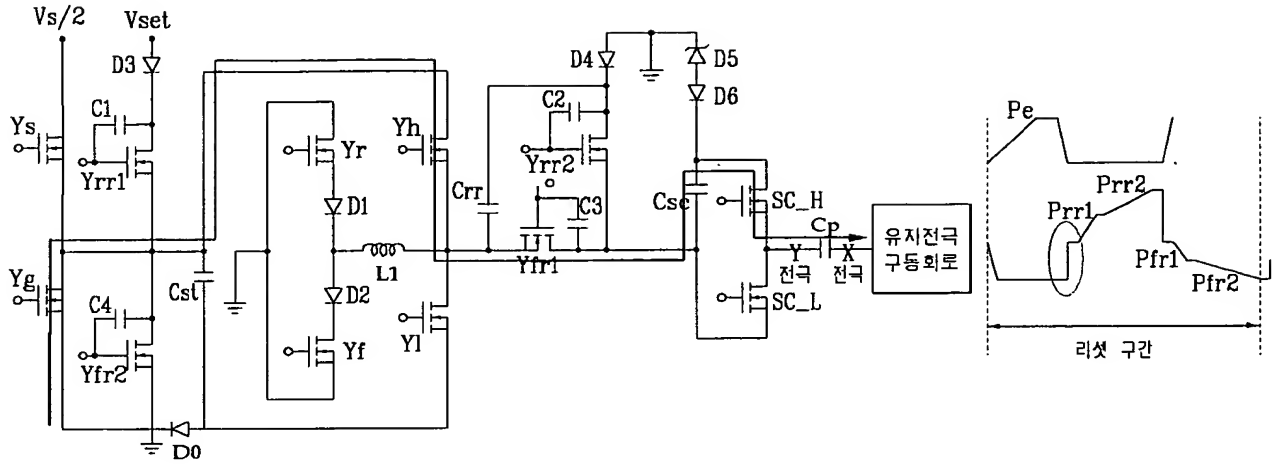 Vs/2
Vset
D3
C1
Ys
Yrr1
Yg
C4
Cst
Yfr2
D0
Yr
D1
L1
D2
Yf
Yh
Yl
Crr
D4
C2
Yrr2
C3
Yfr1
D5
D6
Csc
SC_H
Cp
Y
전극
X
전극
SC_L
유지전극
구동회로
Pe
Prr2
Prr1
Pfr1
Pfr2
리셋 구간